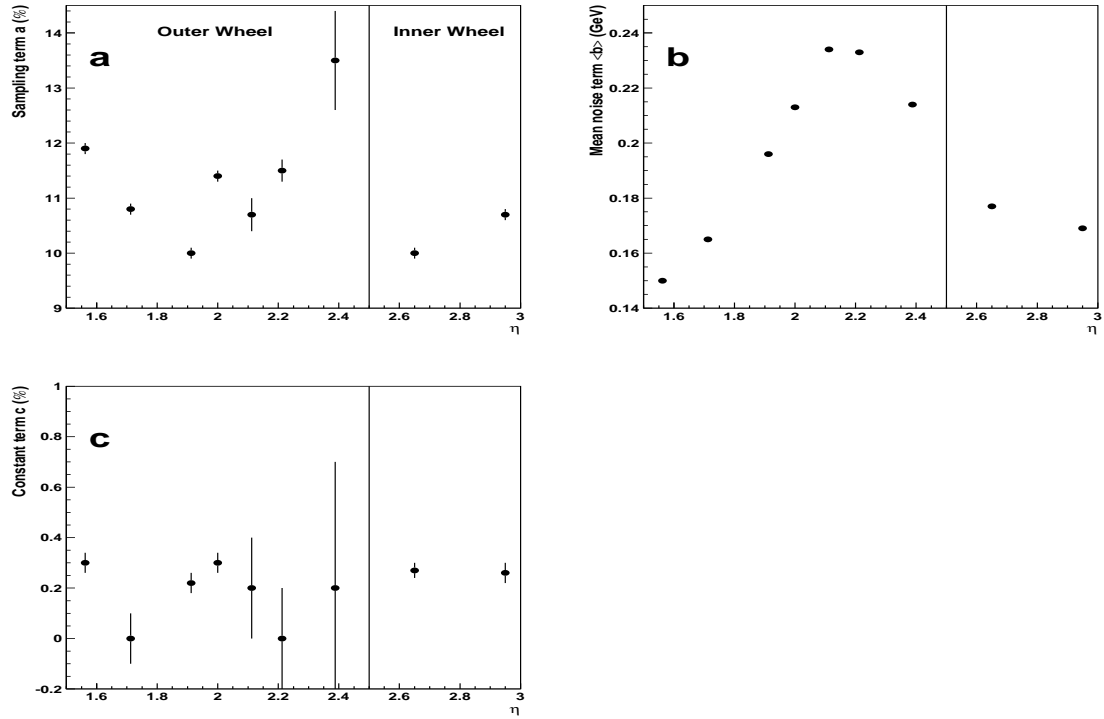 Sampling term a (%)
14
13
12
11
10
9
a
Outer Wheel
Inner Wheel
1.6 1.8 2 2.2 2.4 2.6 2.8 3
η
Mean noise term <b> (GeV)
0.24
0.22
0.2
0.18
0.16
0.14
b
1.6 1.8 2 2.2 2.4 2.6 2.8 3
η
Constant term c (%)
1
0.8
0.6
0.4
0.2
0
-0.2
c
1.6 1.8 2 2.2 2.4 2.6 2.8 3
η